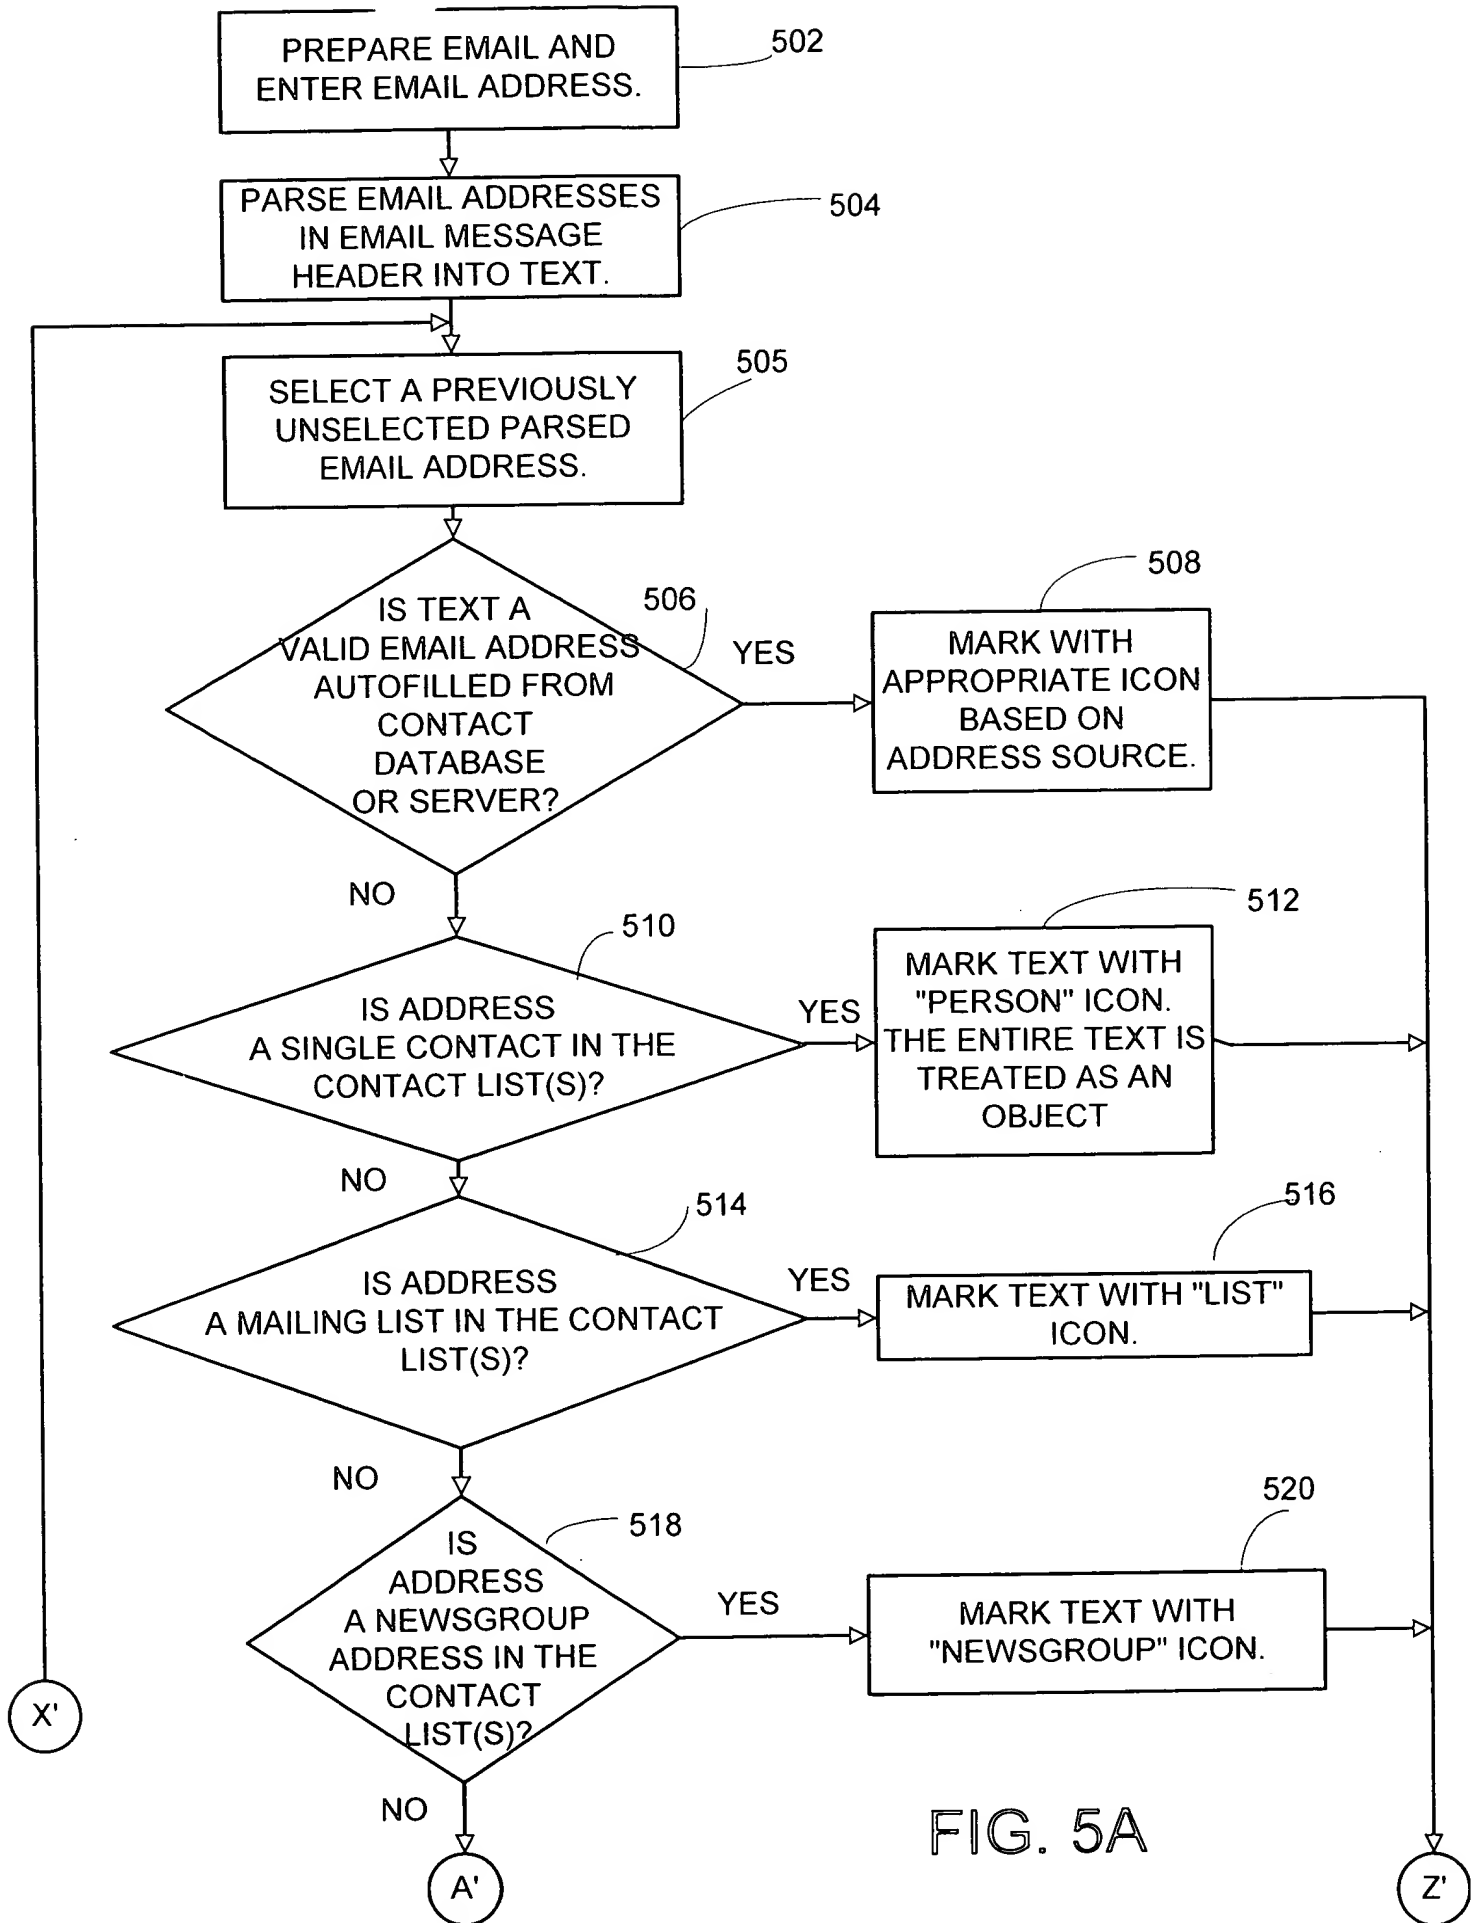 PREPARE EMAIL AND
ENTER EMAIL ADDRESS.
502
PARSE EMAIL ADDRESSES
IN EMAIL MESSAGE
HEADER INTO TEXT.
504
SELECT A PREVIOUSLY
UNSELECTED PARSED
EMAIL ADDRESS.
505
IS TEXT A
VALID EMAIL ADDRESS
AUTOFILLED FROM
CONTACT
DATABASE
OR SERVER?
506
YES
508
MARK WITH
APPROPRIATE ICON
BASED ON
ADDRESS SOURCE.
NO
510
IS ADDRESS
A SINGLE CONTACT IN THE
CONTACT LIST(S)?
YES
512
MARK TEXT WITH
"PERSON" ICON.
THE ENTIRE TEXT IS
TREATED AS AN
OBJECT
NO
514
IS ADDRESS
A MAILING LIST IN THE CONTACT
LIST(S)?
YES
516
MARK TEXT WITH "LIST"
ICON.
NO
518
IS
ADDRESS
A NEWSGROUP
ADDRESS IN THE
CONTACT
LIST(S)?
YES
520
MARK TEXT WITH
"NEWSGROUP" ICON.
NO
X'
A'
Z'
FIG. 5A